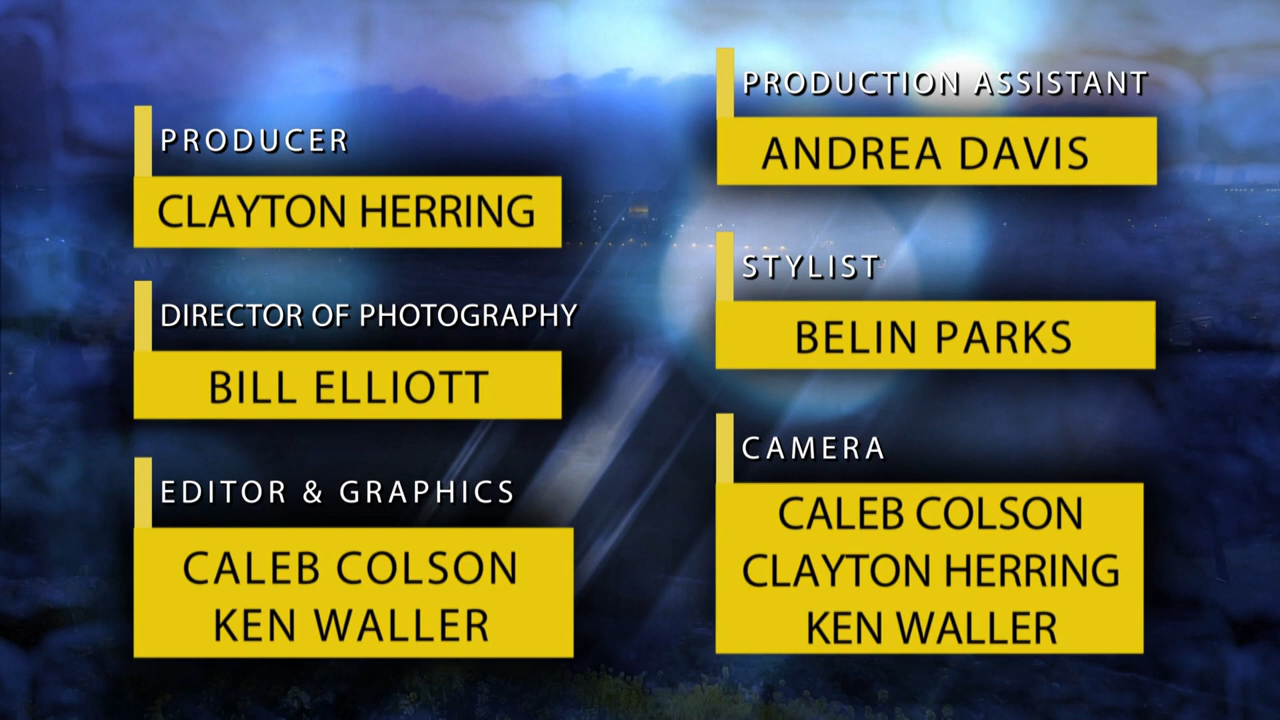 PRODUCER
CLAYTON HERRING
DIRECTOR OF PHOTOGRAPHY
BILL ELLIOTT
EDITOR & GRAPHICS
CALEB COLSON
KEN WALLER
PRODUCTION ASSISTANT
ANDREA DAVIS
STYLIST
BELIN PARKS
CAMERA
CALEB COLSON
CLAYTON HERRING
KEN WALLER